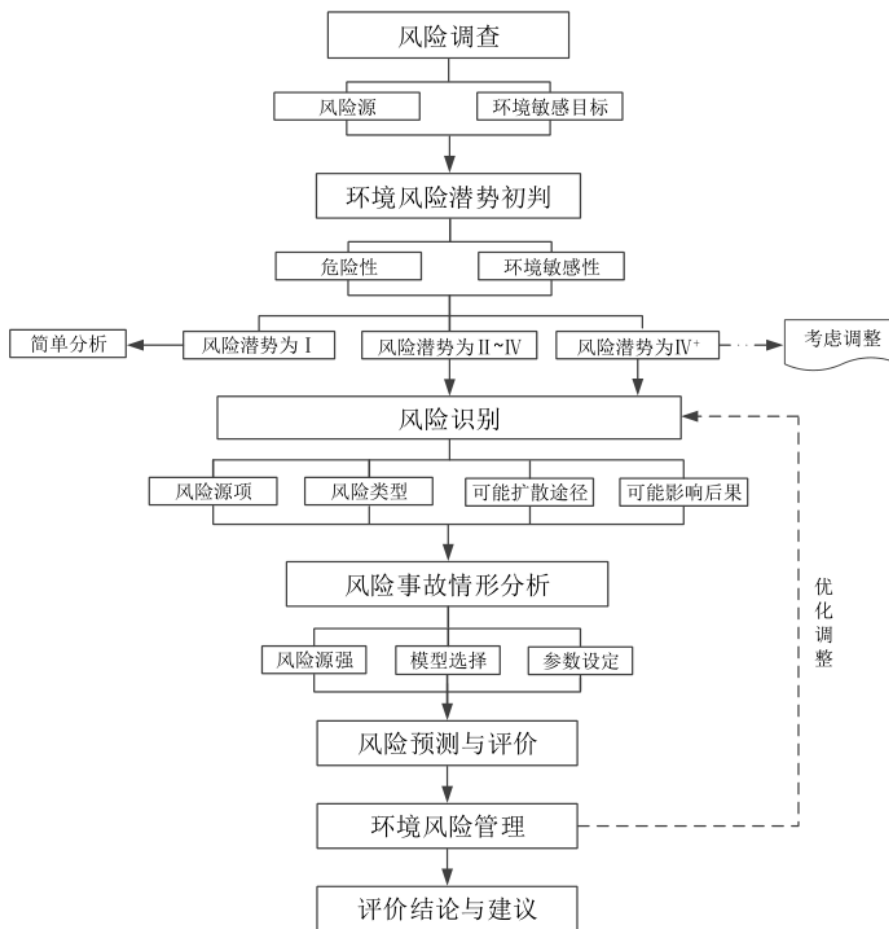 风险调查
风险源
环境敏感目标
环境风险潜势初判
危险性
环境敏感性
简单分析
风险潜势为Ⅰ
风险潜势为Ⅱ~Ⅳ
风险潜势为Ⅳ⁺
考虑调整
风险识别
风险源项
风险类型
可能扩散途径
可能影响后果
风险事故情形分析
优化调整
风险源强
模型选择
参数设定
风险预测与评价
环境风险管理
评价结论与建议